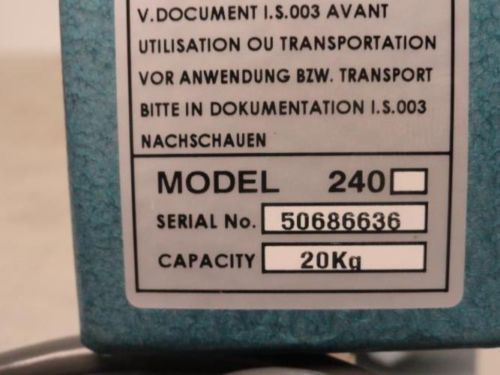 V.DOCUMENT I.S.003 AVANT
UTILISATION OU TRANSPORTATION
VOR ANWENDUNG BZW. TRANSPORT
BITTE IN DOKUMENTATION I.S.003
NACHSCHAUEN
MODEL 240
SERIAL No. 50686636
CAPACITY 20Kg